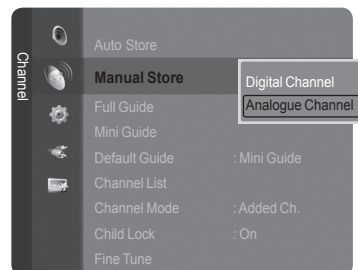 Channel
Auto Store
Manual Store
Digital Channel
Analogue Channel
Full Guide
Mini Guide
Default Guide : Mini Guide
Channel List
Channel Mode : Added Ch.
Child Lock : On
Fine Tune